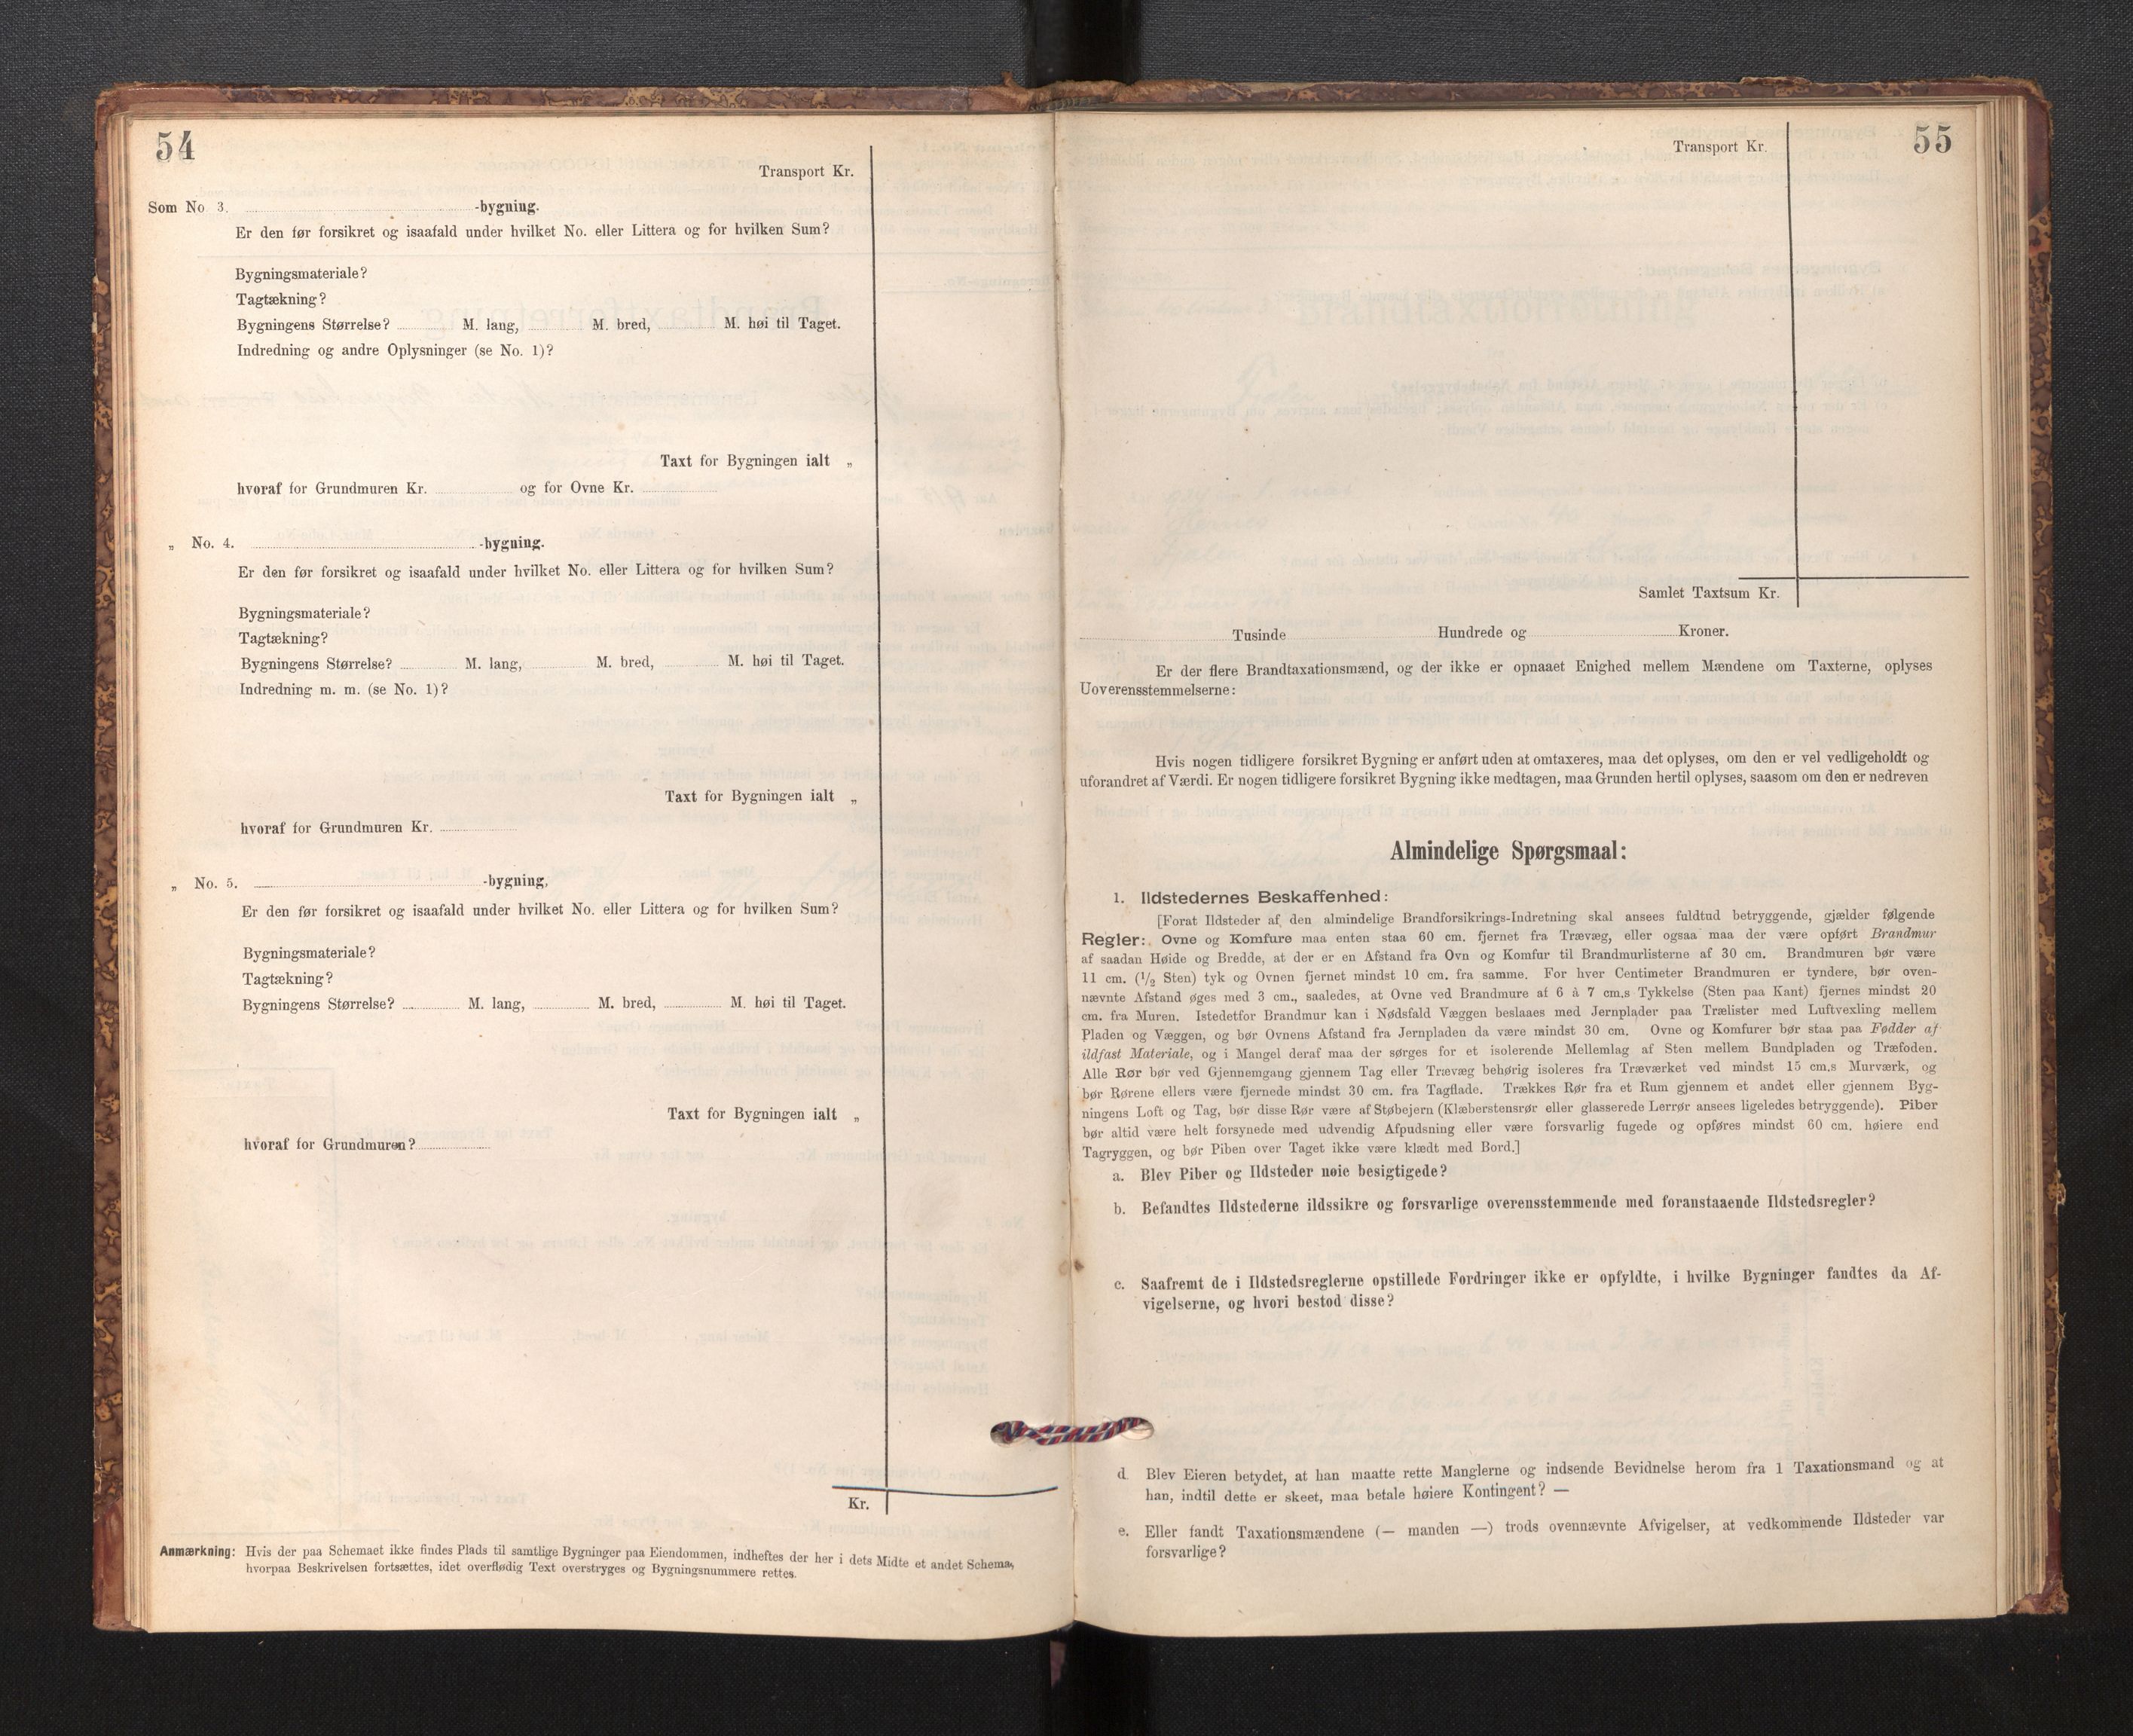 54
Transport Kr.
Som No 3. -bygning.
Er den før forsikret og isaafald under hvilket No. eller Littera og for hvilken Sum?
Bygningsmateriale?
Tagtækning?
Bygningens Størrelse? M. lang, M. bred, M. høi til Taget.
Indredning og andre Oplysninger (se No. 1)?
Taxt for Bygningen ialt „
hvoraf for Grundmuren Kr. og for Ovne Kr.
„ No. 4. -bygning.
Er den før forsikret og isaafald under hvilket No. eller Littera og for hvilken Sum?
Bygningsmateriale?
Tagtækning?
Bygningens Størrelse? M. lang, M. bred, M. høi til Taget.
Indredning m. m. (se No. 1)?
Taxt for Bygningen ialt „
hvoraf for Grundmuren Kr.
„ No. 5. -bygning,
Er den før forsikret og isaafald under hvilket No. eller Littera og for hvilken Sum?
Bygningsmateriale?
Tagtækning?
Bygningens Størrelse? M. lang, M. bred, M. høi til Taget.
Taxt for Bygningen ialt „
hvoraf for Grundmuren?
Kr.
Anmærkning: Hvis der paa Schemaet ikke findes Plads til samtlige Bygninger paa Eiendommen, indheftes der her i dets Midte et andet Schema,
hvorpaa Beskrivelsen fortsættes, idet overflødig Text overstryges og Bygningsnummere rettes.
55
Transport Kr.
Samlet Taxtsum Kr.
Tusinde Hundrede og Kroner.
Er der flere Brandtaxationsmænd, og der ikke er opnaaet Enighed mellem Mændene om Taxterne, oplyses
Uoverensstemmelserne:
Hvis nogen tidligere forsikret Bygning er anført uden at omtaxeres, maa det oplyses, om den er vel vedligeholdt og
uforandret af Værdi. Er nogen tidligere forsikret Bygning ikke medtagen, maa Grunden hertil oplyses, saasom om den er nedreven
Almindelige Spørgsmaal:
1. Ildstedernes Beskaffenhed:
[Forat Ildsteder af den almindelige Brandforsikrings-Indretning skal ansees fuldtud betryggende, gjælder følgende
Regler: Ovne og Komfure maa enten staa 60 cm. fjernet fra Trævæg, eller ogsaa maa der være opført Brandmur
af saadan Høide og Bredde, at der er en Afstand fra Ovn og Komfur til Brandmurlisterne af 30 cm. Brandmuren bør være
11 cm. (1/2 Sten) tyk og Ovnen fjernet mindst 10 cm. fra samme. For hver Centimeter Brandmuren er tyndere, bør oven-
nævnte Afstand øges med 3 cm., saaledes, at Ovne ved Brandmure af 6 à 7 cm.s Tykkelse (Sten paa Kant) fjernes mindst 20
cm. fra Muren. Istedetfor Brandmur kan i Nødsfald Væggen beslaaes med Jernplader paa Trælister med Luftvexling mellem
Pladen og Væggen, og bør Ovnens Afstand fra Jernpladen da være mindst 30 cm. Ovne og Komfurer bør staa paa Fødder af
ildfast Materiale, og i Mangel deraf maa der sørges for et isolerende Mellemlag af Sten mellem Bundpladen og Træfoden.
Alle Rør bør ved Gjennemgang gjennem Tag eller Trævæg behørig isoleres fra Træværket ved mindst 15 cm.s Murværk, og
bør Rørene ellers være fjernede mindst 30 cm. fra Tagflade. Trækkes Rør fra et Rum gjennem et andet eller gjennem Byg-
ningens Loft og Tag, bør disse Rør være af Støbejern (Klæberstensrør eller glasserede Lerrør ansees ligeledes betryggende). Piber
bør altid være helt forsynede med udvendig Afpudsning eller være forsvarlig fugede og opføres mindst 60 cm. høiere end
Tagryggen, og bør Piben over Taget ikke være klædt med Bord.]
a. Blev Piber og Ildsteder nøie besigtigede?
b. Befandtes Ildstederne ildssikre og forsvarlige overensstemmende med foranstaaende Ildstedsregler?
c. Saafremt de i Ildstedsreglerne opstillede Fordringer ikke er opfyldte, i hvilke Bygninger fandtes da Af-
vigelserne, og hvori bestod disse?
d. Blev Eieren betydet, at han maatte rette Manglerne og indsende Bevidnelse herom fra 1 Taxationsmand og at
han, indtil dette er skeet, maa betale høiere Kontingent? —
e. Eller fandt Taxationsmændene (— manden —) trods ovennævnte Afvigelser, at vedkommende Ildsteder var
forsvarlige?